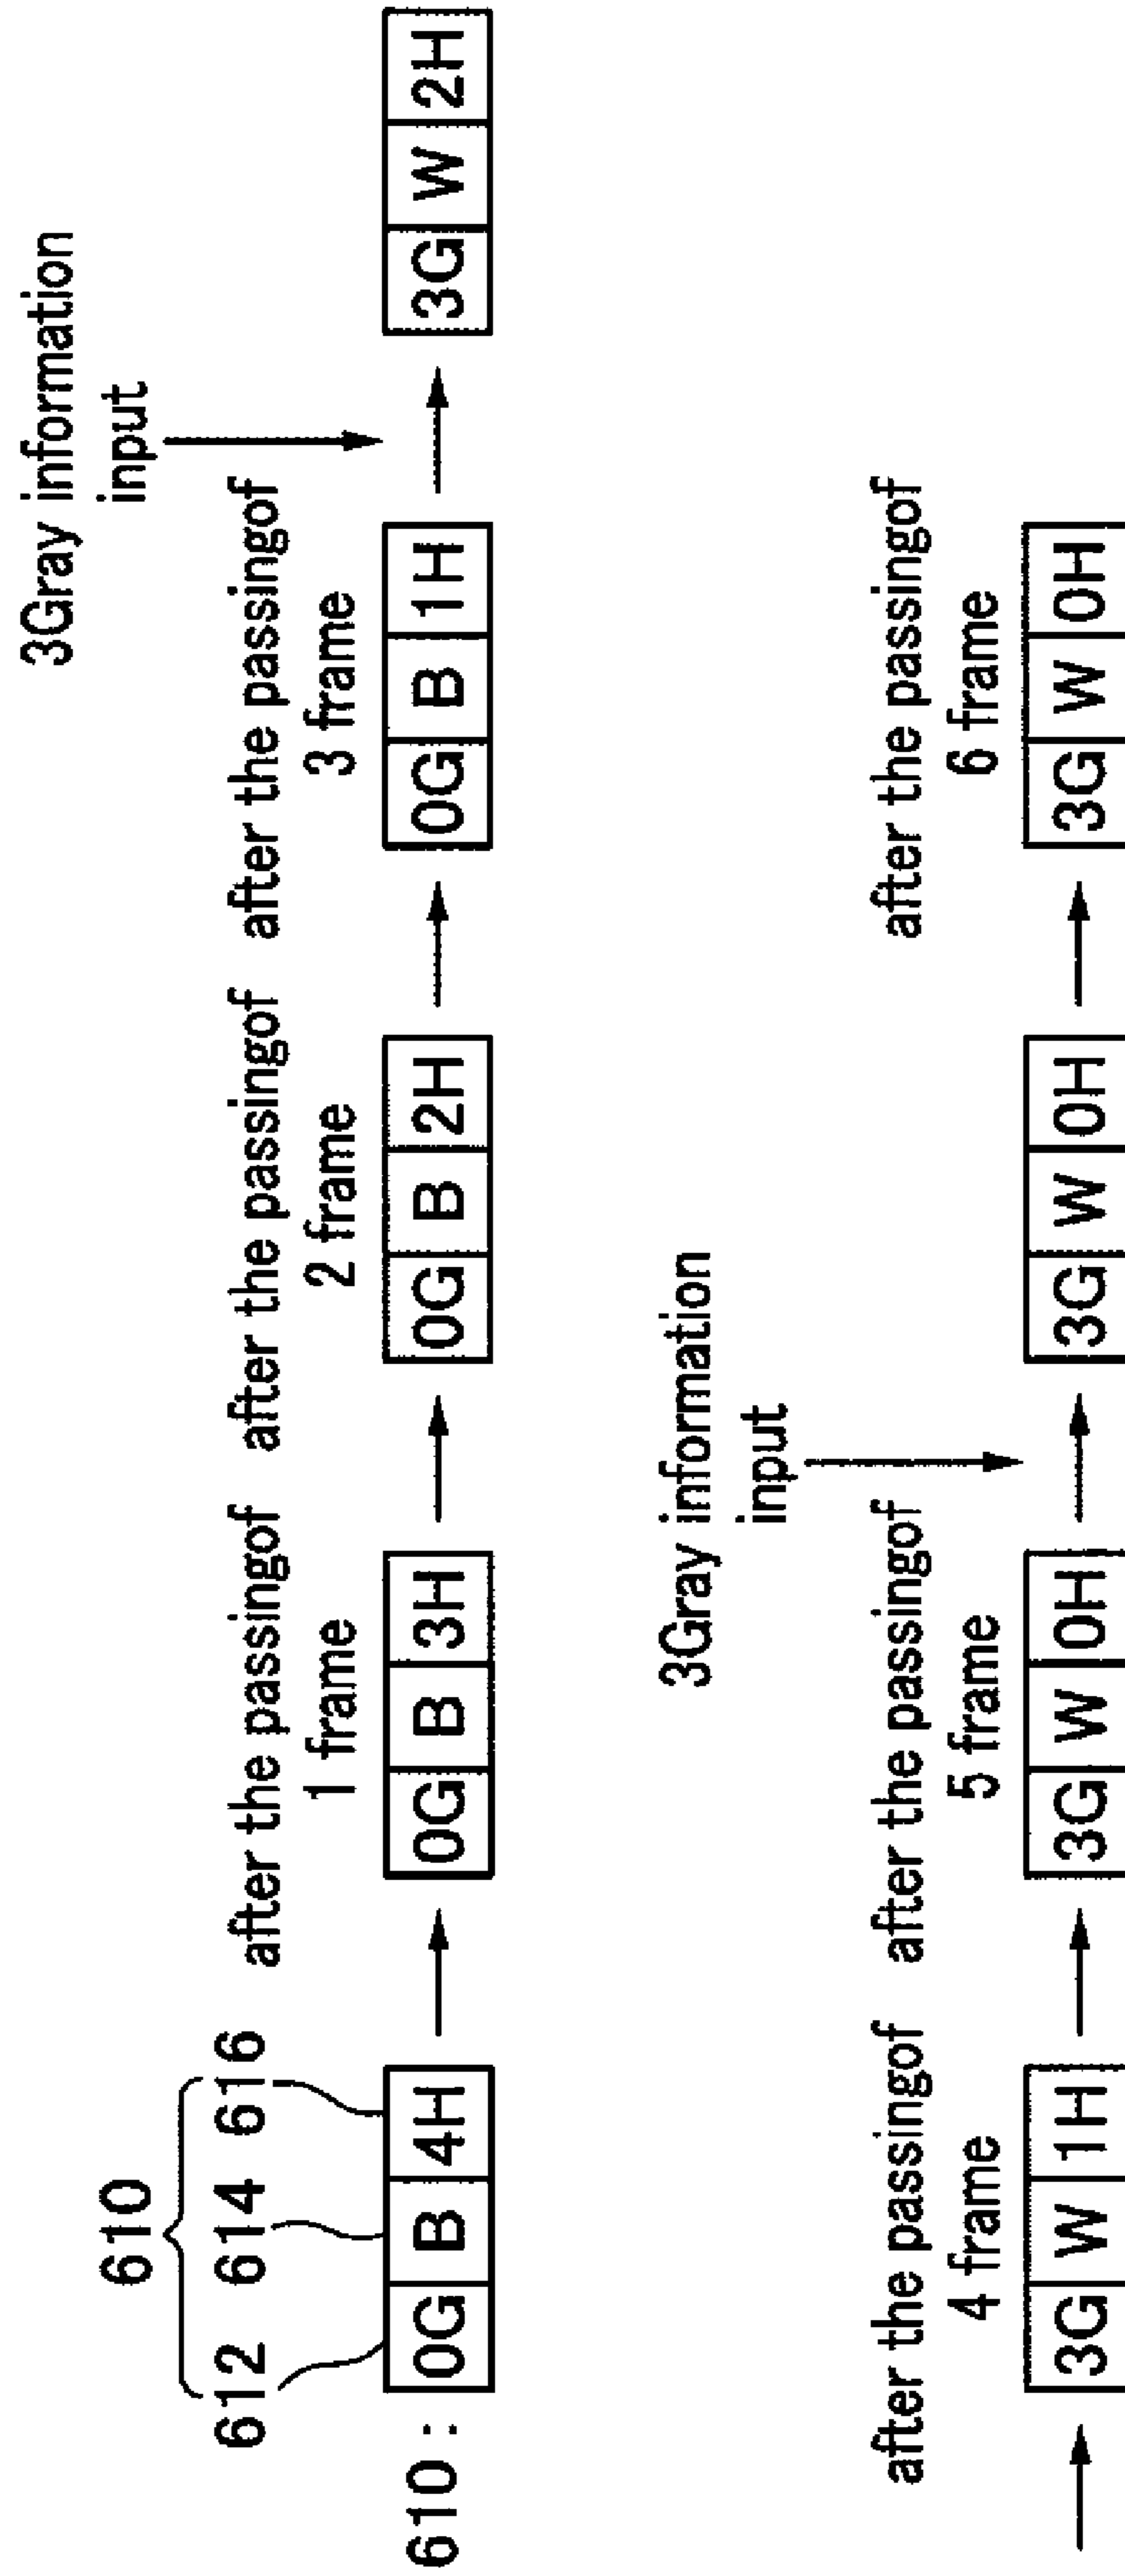 3Gray information
input
610
612 614 616
after the passingof
1 frame
after the passingof
2 frame
after the passingof
3 frame
610 : 0G B 4H
0G B 3H
0G B 2H
0G B 1H
3G W 2H
3Gray information
input
after the passingof
4 frame
after the passingof
5 frame
after the passingof
6 frame
3G W 1H
3G W 0H
3G W 0H
3G W 0H